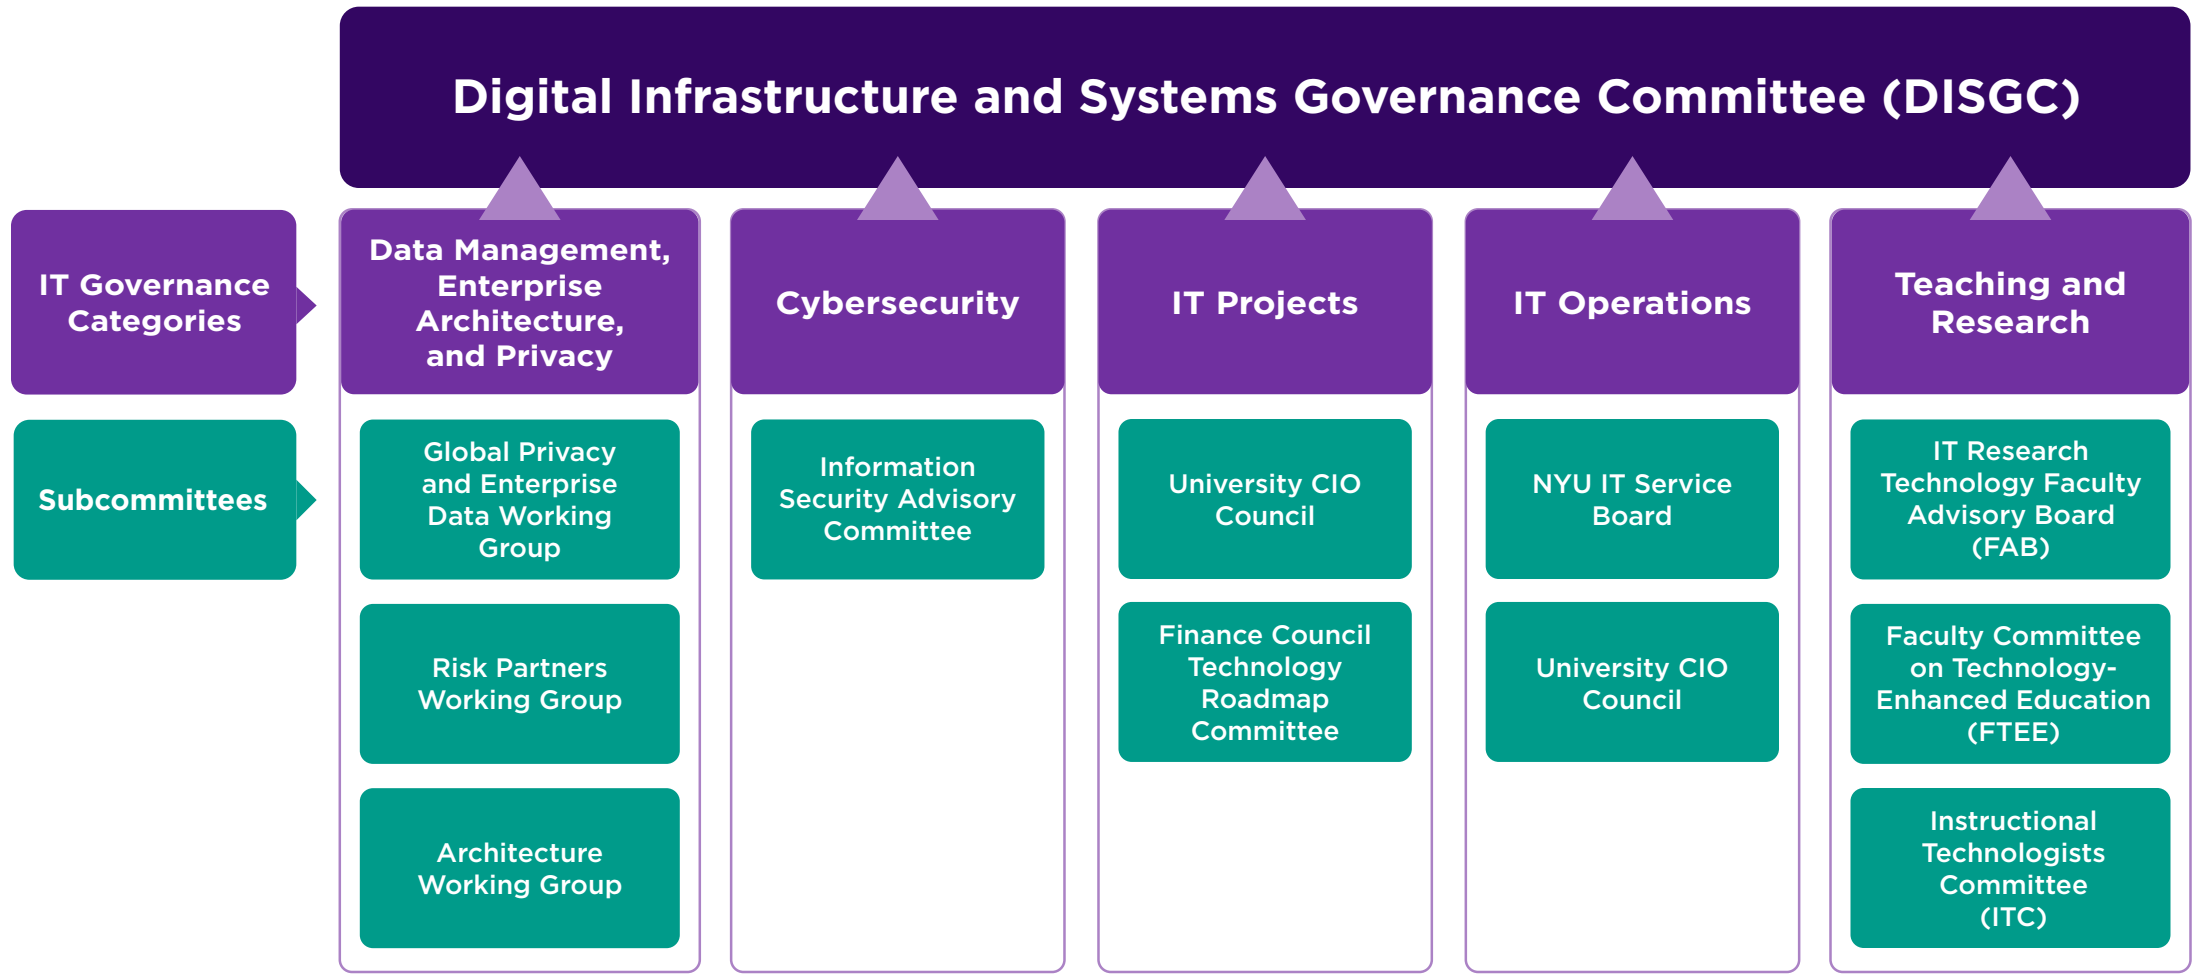 Digital Infrastructure and Systems Governance Committee (DISGC)
IT Governance
Categories
Data Management,
Enterprise
Architecture,
and Privacy
Cybersecurity
IT Projects
IT Operations
Teaching and
Research
Subcommittees
Global Privacy
and Enterprise
Data Working
Group
Information
Security Advisory
Committee
University CIO
Council
NYU IT Service
Board
IT Research
Technology Faculty
Advisory Board
(FAB)
Risk Partners
Working Group
Finance Council
Technology
Roadmap
Committee
University CIO
Council
Faculty Committee
on Technology-
Enhanced Education
(FTEE)
Architecture
Working Group
Instructional
Technologists
Committee
(ITC)